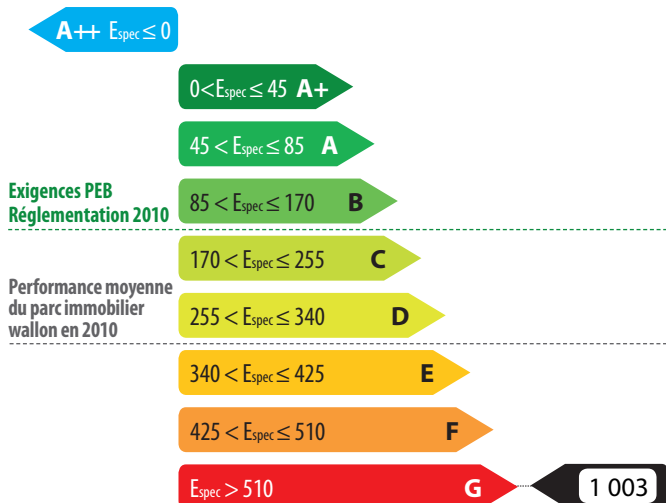 A++ Espec ≤ 0
0<Espec ≤ 45 A+
45 < Espec ≤ 85 A
Exigences PEB
Réglementation 2010
85 < Espec ≤ 170 B
170 < Espec ≤ 255 C
Performance moyenne
du parc immobilier
wallon en 2010
255 < Espec ≤ 340 D
340 < Espec ≤ 425 E
425 < Espec ≤ 510 F
Espec > 510 G
1 003